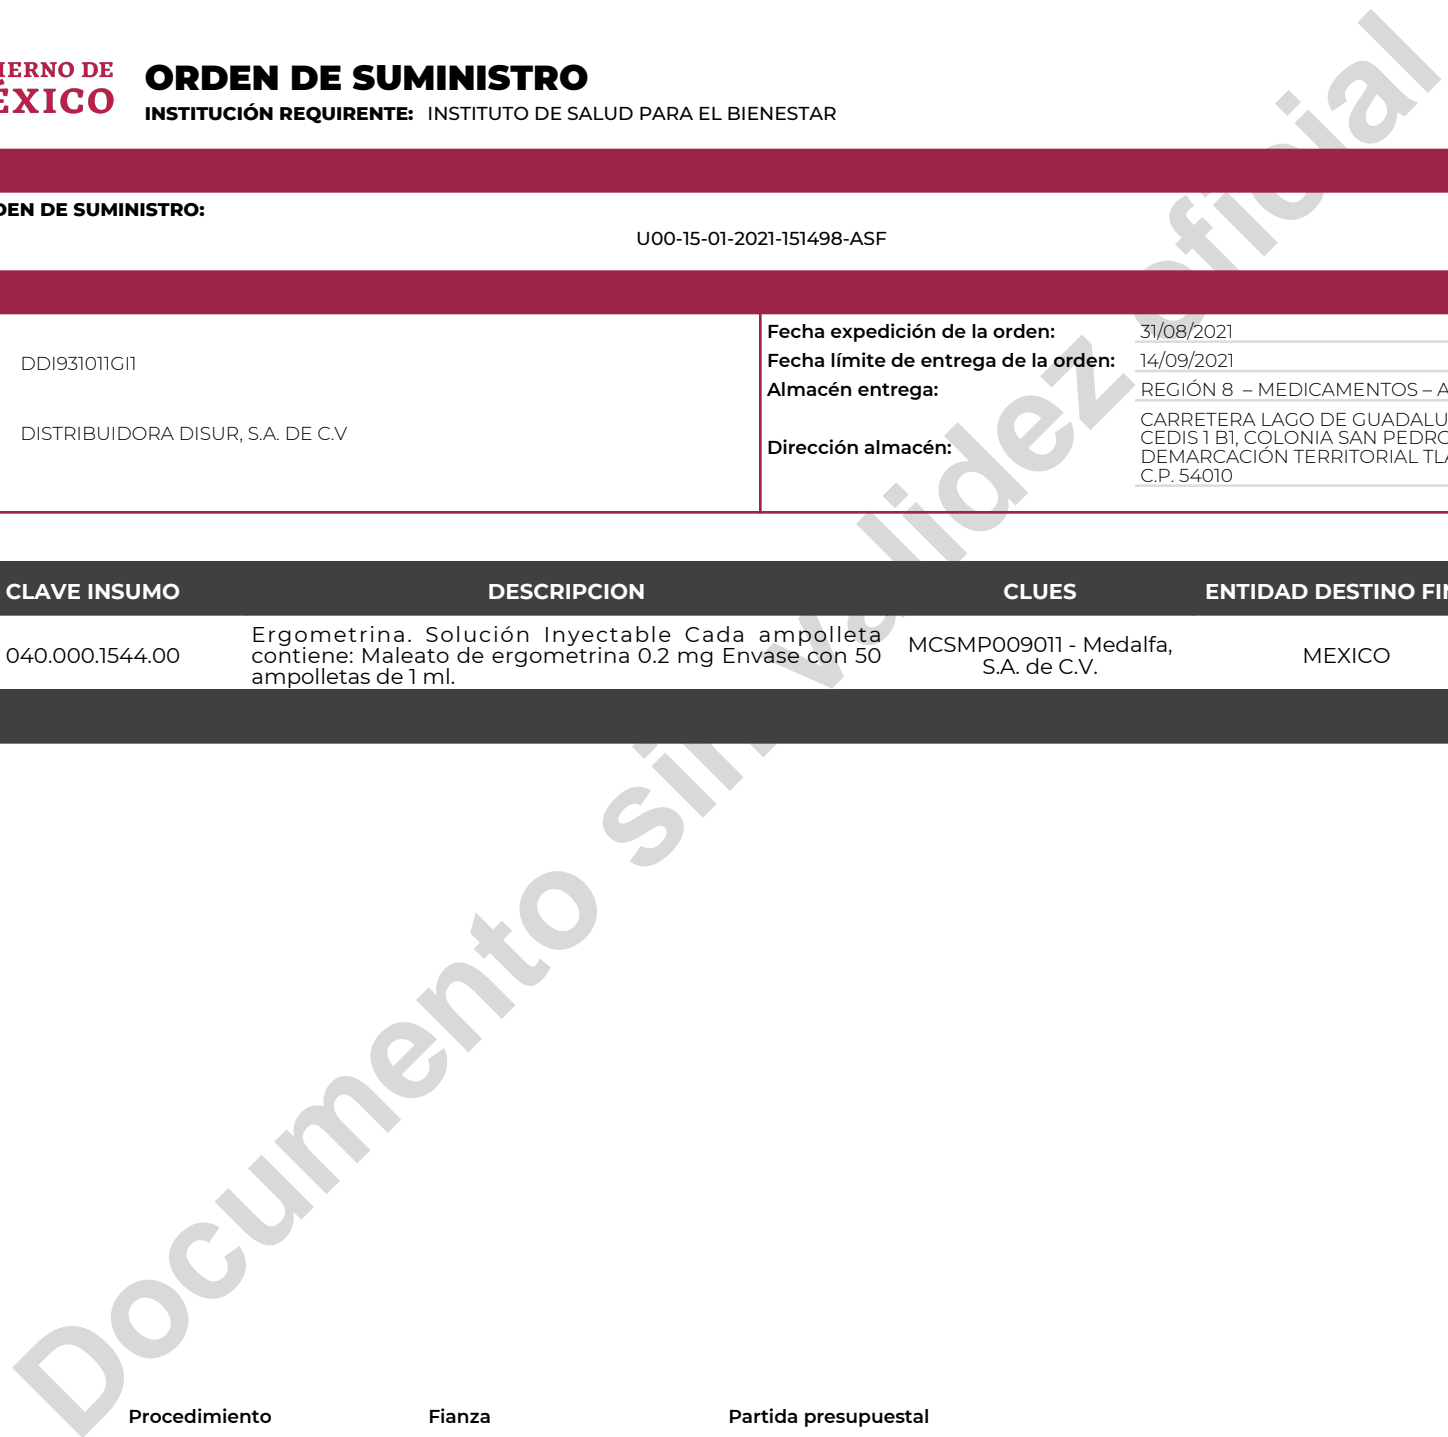 IERNO DE
ÉXICO
ORDEN DE SUMINISTRO
INSTITUCIÓN REQUIRENTE: INSTITUTO DE SALUD PARA EL BIENESTAR
DEN DE SUMINISTRO:
U00-15-01-2021-151498-ASF
DDI931011GI1
DISTRIBUIDORA DISUR, S.A. DE C.V
Fecha expedición de la orden: 31/08/2021
Fecha límite de entrega de la orden: 14/09/2021
Almacén entrega: REGIÓN 8 – MEDICAMENTOS – A
Dirección almacén:
CARRETERA LAGO DE GUADALU
CEDIS 1 B1, COLONIA SAN PEDRO
DEMARCACIÓN TERRITORIAL TLA
C.P. 54010
CLAVE INSUMO DESCRIPCION CLUES ENTIDAD DESTINO FIN
040.000.1544.00
Ergometrina. Solución Inyectable Cada ampolleta
contiene: Maleato de ergometrina 0.2 mg Envase con 50
ampolletas de 1 ml.
MCSMP009011 - Medalfa,
S.A. de C.V.
MEXICO
Documento sin validez oficial
Procedimiento Fianza Partida presupuestal